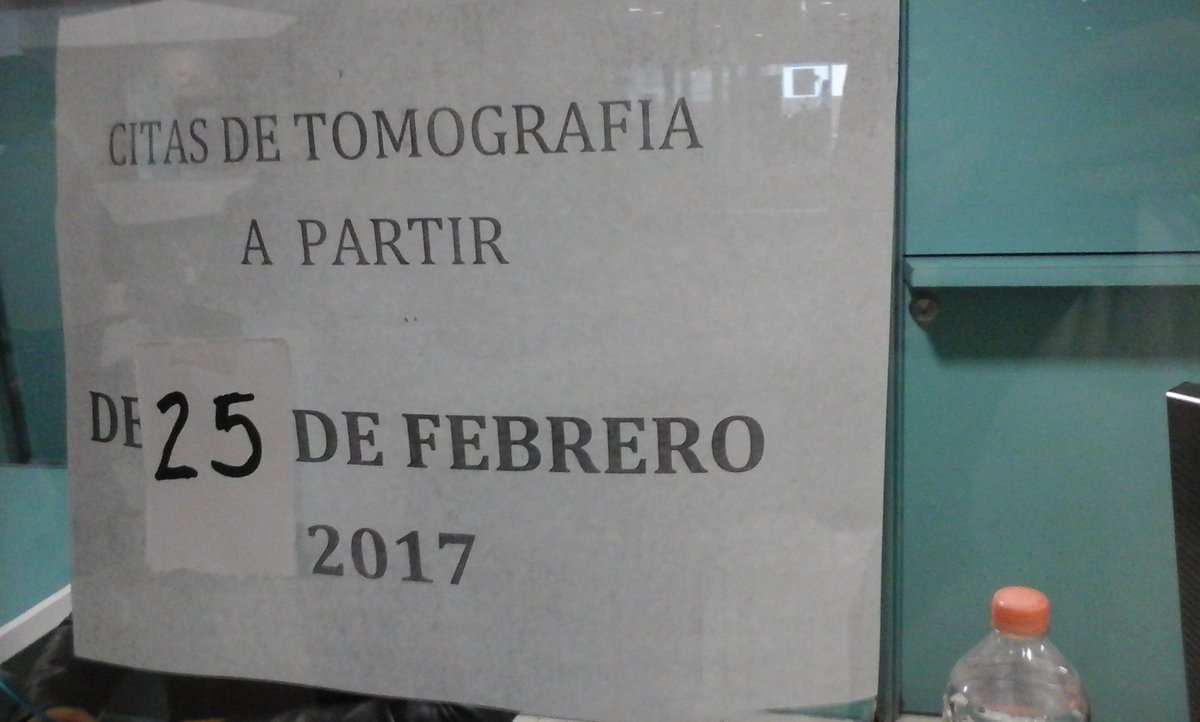 CITAS DE TOMOGRAFIA
A PARTIR
DE 25 DE FEBRERO
2017